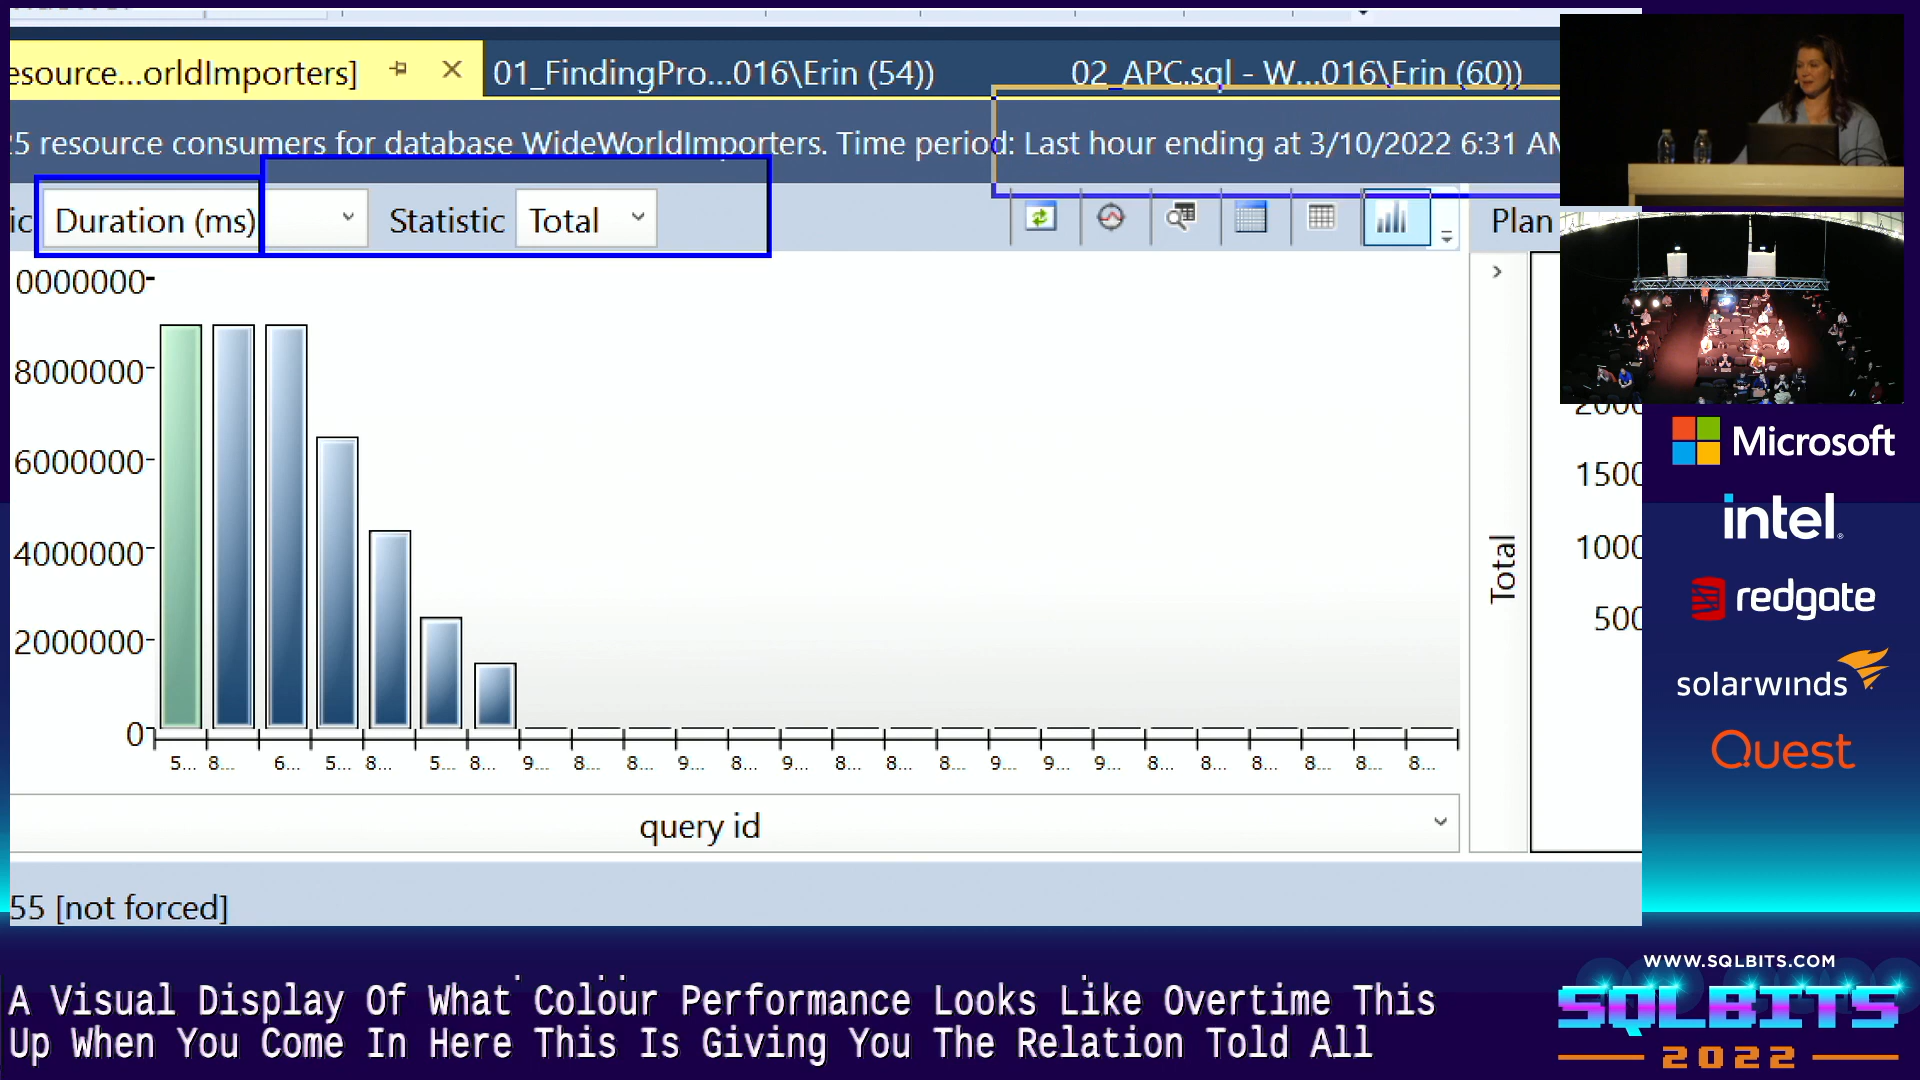 esource...orldImporters]
01_FindingPro...016\Erin (54))
02_APC.sql - W...016\Erin (60))
25 resource consumers for database WideWorldImporters. Time period: Last hour ending at 3/10/2022 6:31 AM
ic Duration (ms) Statistic Total
Plan
0000000
8000000
6000000
4000000
2000000
0
5... 8... 6... 5... 8... 5... 8... 9... 8... 8... 9... 8... 9... 8... 8... 8... 9... 9... 9... 8... 8... 8... 8... 8... 8...
query id
Total
2000
1500
1000
500
55 [not forced]
Microsoft
intel
redgate
solarwinds
Quest
A Visual Display Of What Colour Performance Looks Like Overtime This
Up When You Come In Here This Is Giving You The Relation Told All
WWW.SQLBITS.COM
SQLBITS
2022